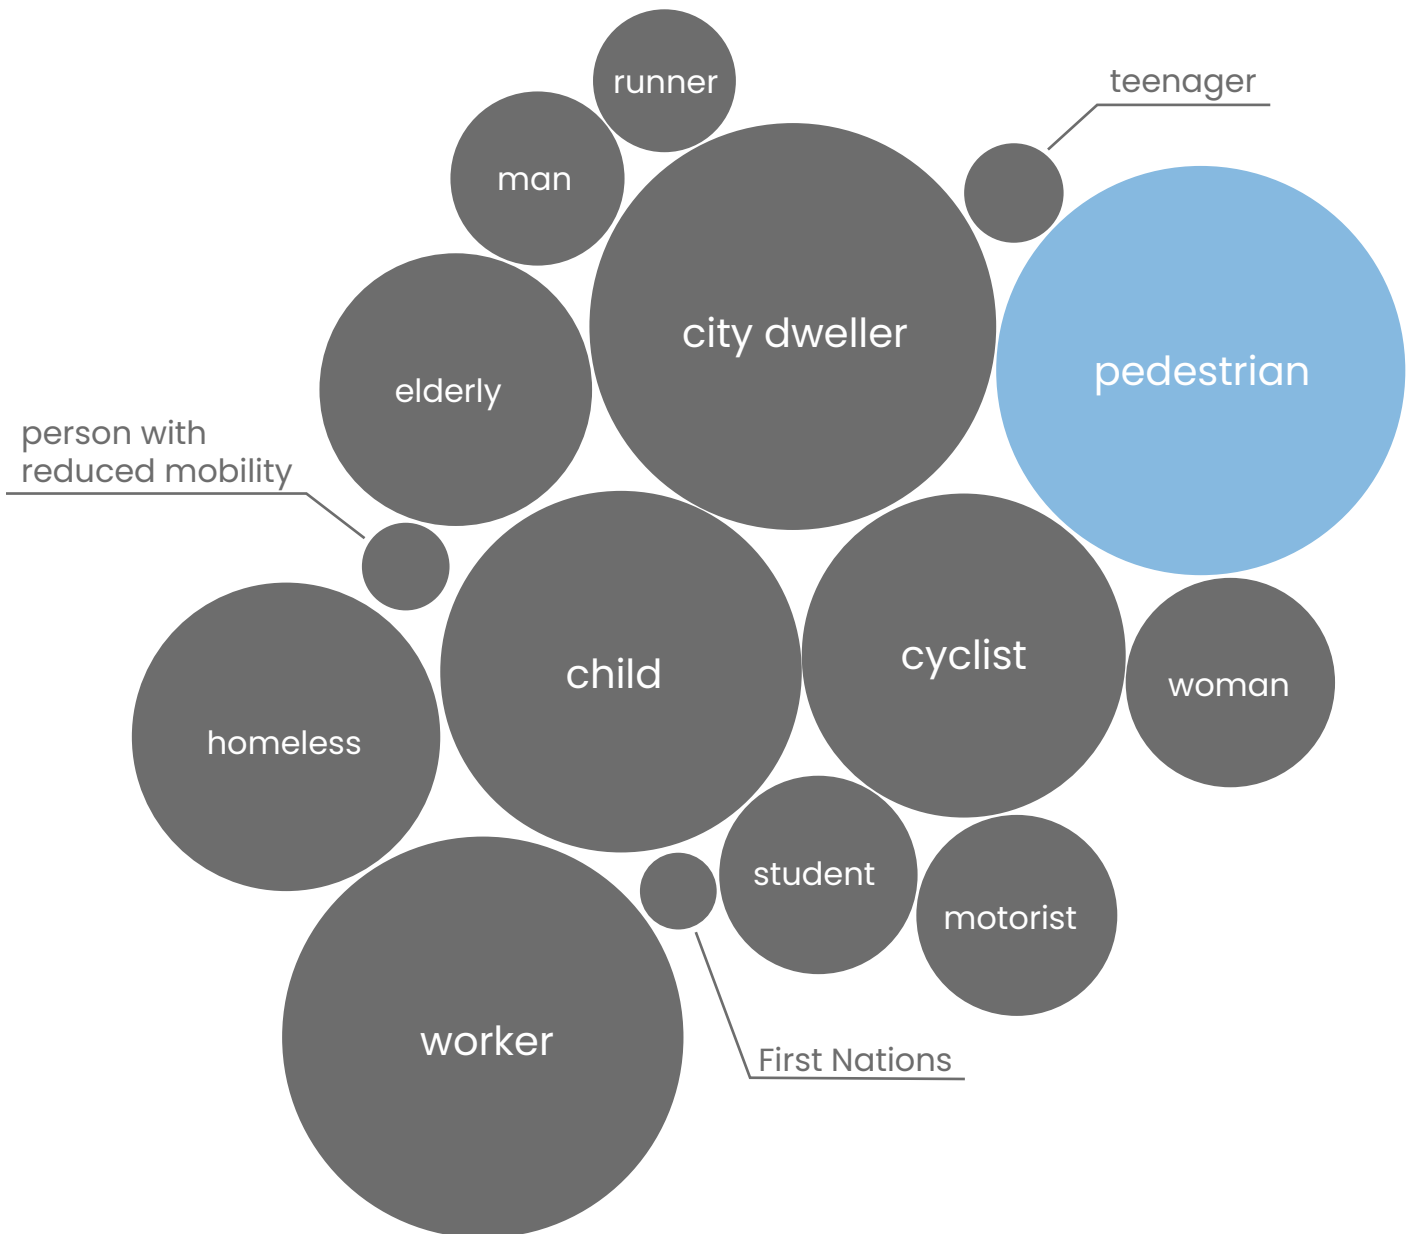 runner
teenager
man
city dweller
pedestrian
elderly
person with
reduced mobility
child
cyclist
woman
homeless
student
motorist
worker
First Nations